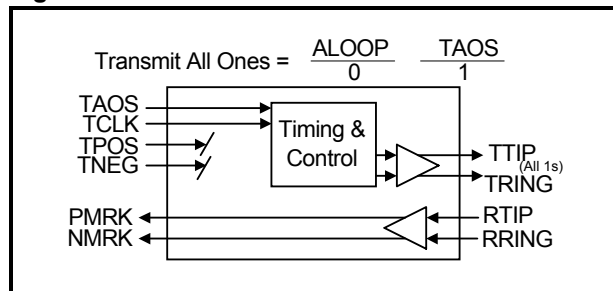 Transmit All Ones = ALOOP TAOS
0 1
TAOS
TCLK
TPOS
TNEG
Timing &
Control
TTIP
(All 1s)
TRING
PMRK
NMRK
RTIP
RRING